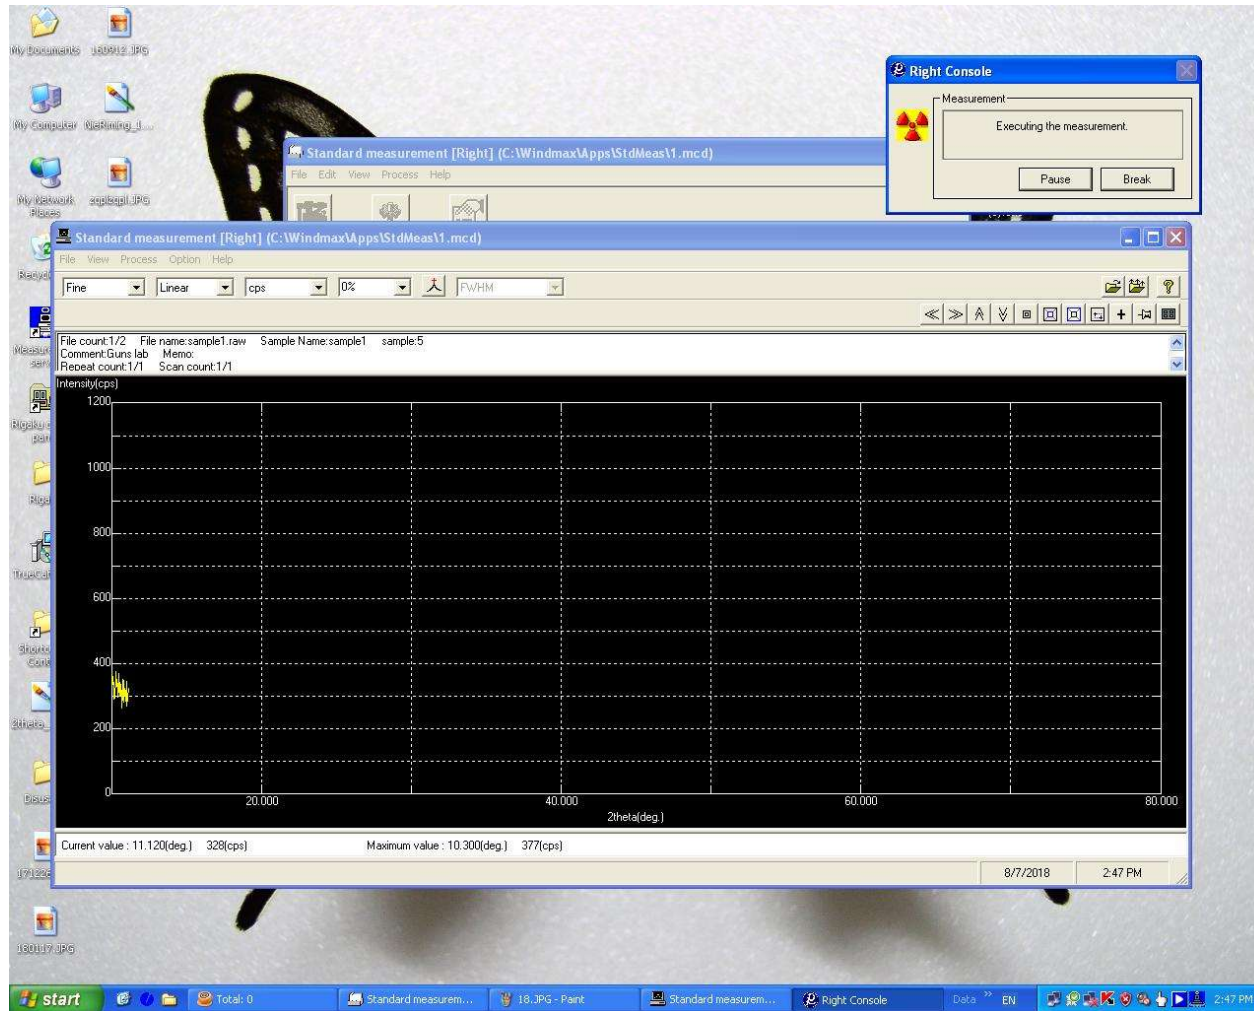 My Documents
160912.JPG
My Computer
My Network
Places
Right Console
Measurement
Executing the measurement.
Pause
Break
Standard measurement [Right] (C:\Windmax\Apps\StdMeas\1.mcd)
File Edit View Process Help
Standard measurement [Right] (C:\Windmax\Apps\StdMeas\1.mcd)
File View Process Option Help
Fine Linear cps 0% FWHM
File count:1/2 File name:sample1.raw Sample Name:sample1 sample:5
Comment:Guns lab Memo:
Repeat count:1/1 Scan count:1/1
Intensity(cps)
1200
1000
800
600
400
200
0
20.000 40.000 60.000 80.000
2theta(deg.)
Current value : 11.120(deg.) 328(cps) Maximum value : 10.300(deg.) 377(cps)
8/7/2018 2:47 PM
160117.JPG
start Total: 0 Standard measurem... 18.JPG - Paint Standard measurem... Right Console Data » EN 2:47 PM